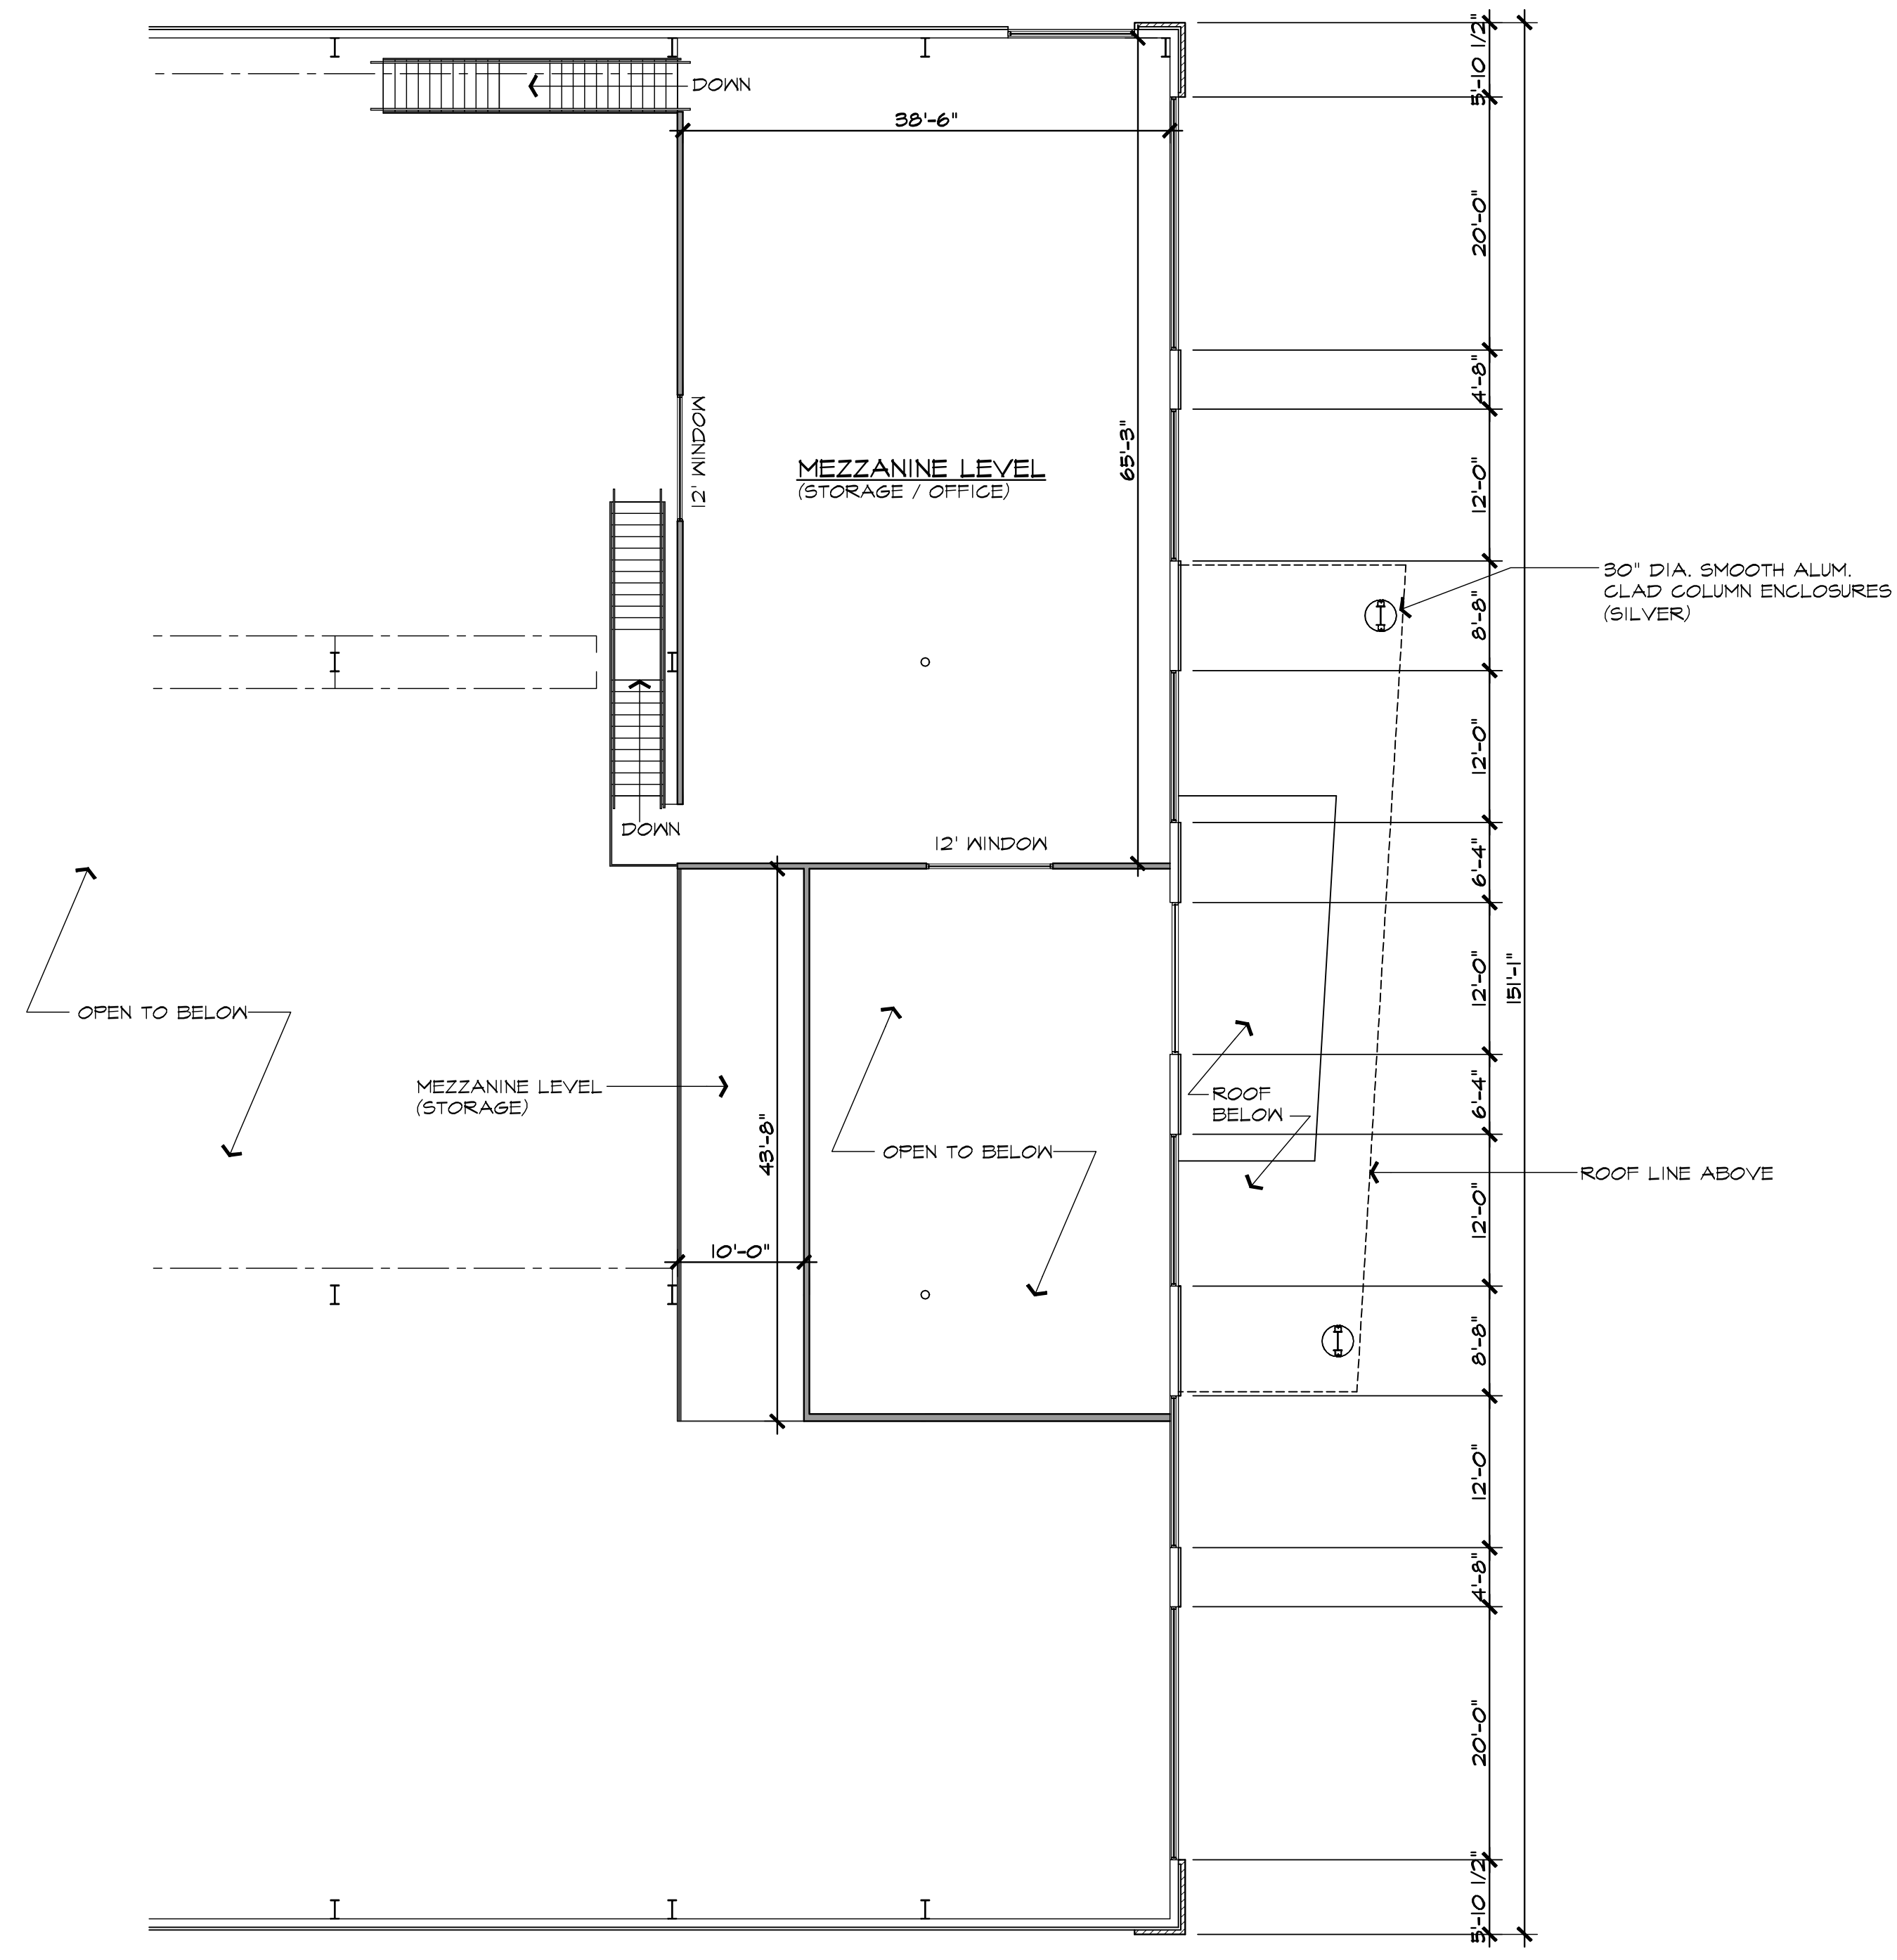 5'-10 1/2"
DOWN
38'-6"
20'-0"
4'-8"
12' WINDOW
65'-3"
MEZZANINE LEVEL
(STORAGE / OFFICE)
12'-0"
30" DIA. SMOOTH ALUM.
CLAD COLUMN ENCLOSURES
(SILVER)
8'-8"
12'-0"
DOWN
12' WINDOW
6'-4"
12'-0"
151'-1"
OPEN TO BELOW
MEZZANINE LEVEL
(STORAGE)
ROOF
BELOW
6'-4"
43'-8"
OPEN TO BELOW
ROOF LINE ABOVE
12'-0"
10'-0"
8'-8"
12'-0"
4'-8"
20'-0"
5'-10 1/2"